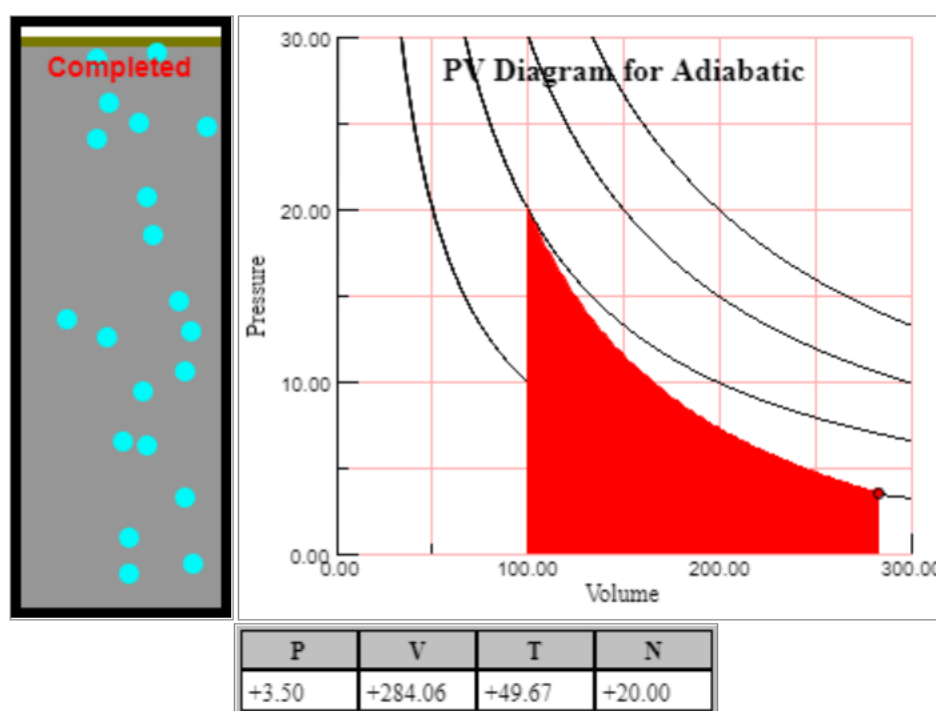 Completed
PV Diagram for Adiabatic
30.00
20.00
10.00
0.00
Pressure
0.00 100.00 200.00 300.00
Volume
P V T N
+3.50 +284.06 +49.67 +20.00